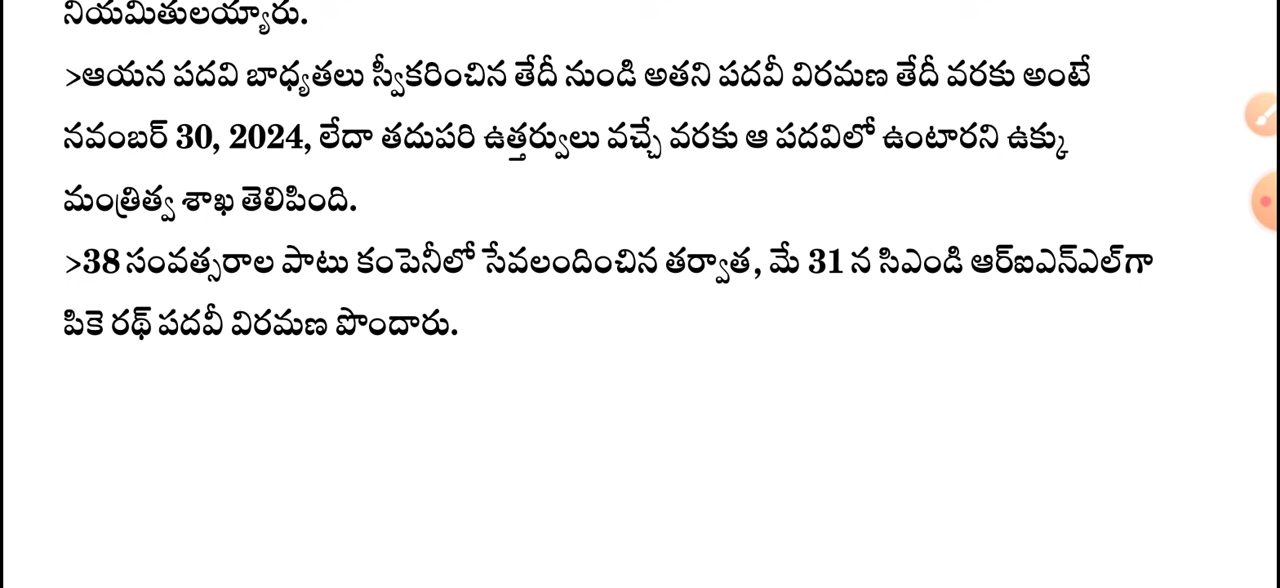 నియమితులయ్యారు.
>ఆయన పదవి బాధ్యతలు స్వీకరించిన తేదీ నుండి అతని పదవీ విరమణ తేదీ వరకు అంటే
నవంబర్ 30, 2024, లేదా తదుపరి ఉత్తర్వులు వచ్చే వరకు ఆ పదవిలో ఉంటారని ఉక్కు
మంత్రిత్వ శాఖ తెలిపింది.
>38 సంవత్సరాల పాటు కంపెనీలో సేవలందించిన తర్వాత, మే 31 న సిఎండి ఆర్ఐఎన్ఎల్‌గా
పికె రథ్ పదవీ విరమణ పొందారు.